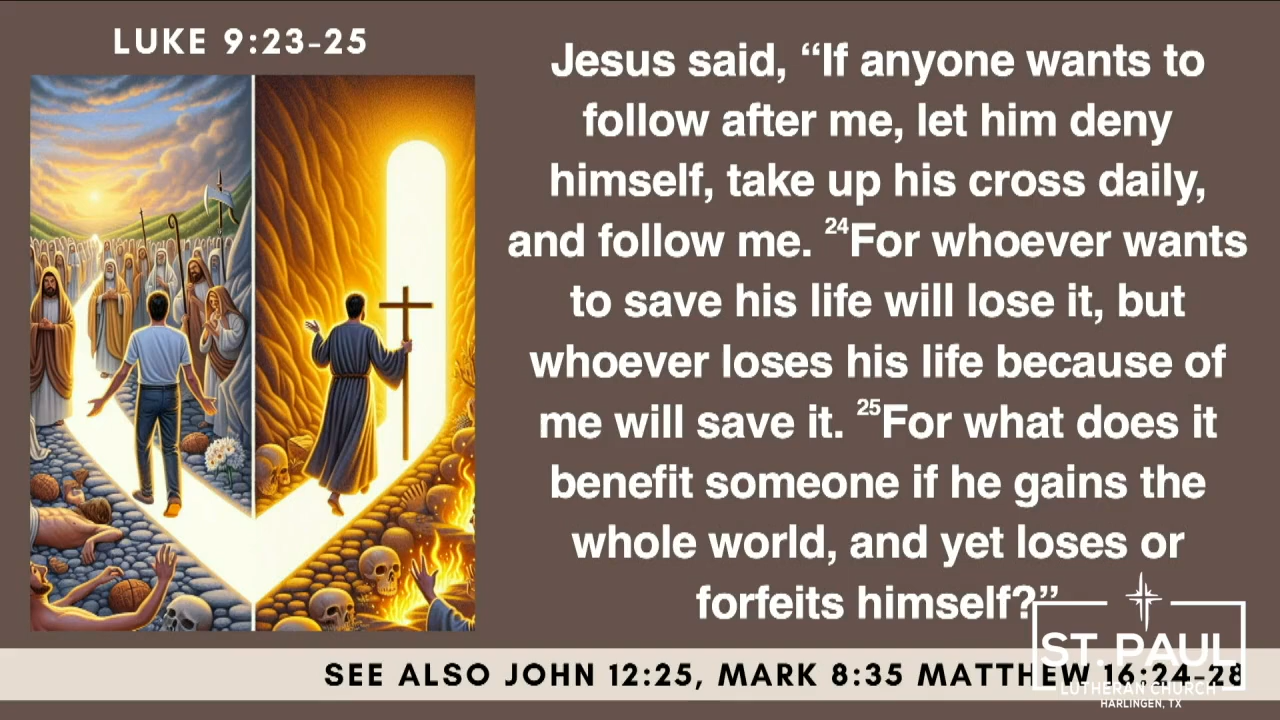 LUKE 9:23-25
Jesus said, “If anyone wants to
follow after me, let him deny
himself, take up his cross daily,
and follow me. ²⁴For whoever wants
to save his life will lose it, but
whoever loses his life because of
me will save it. ²⁵For what does it
benefit someone if he gains the
whole world, and yet loses or
forfeits himself?”
SEE ALSO JOHN 12:25, MARK 8:35 MATTHEW 16:24-28
ST. PAUL
LUTHERAN CHURCH
HARLINGEN, TX